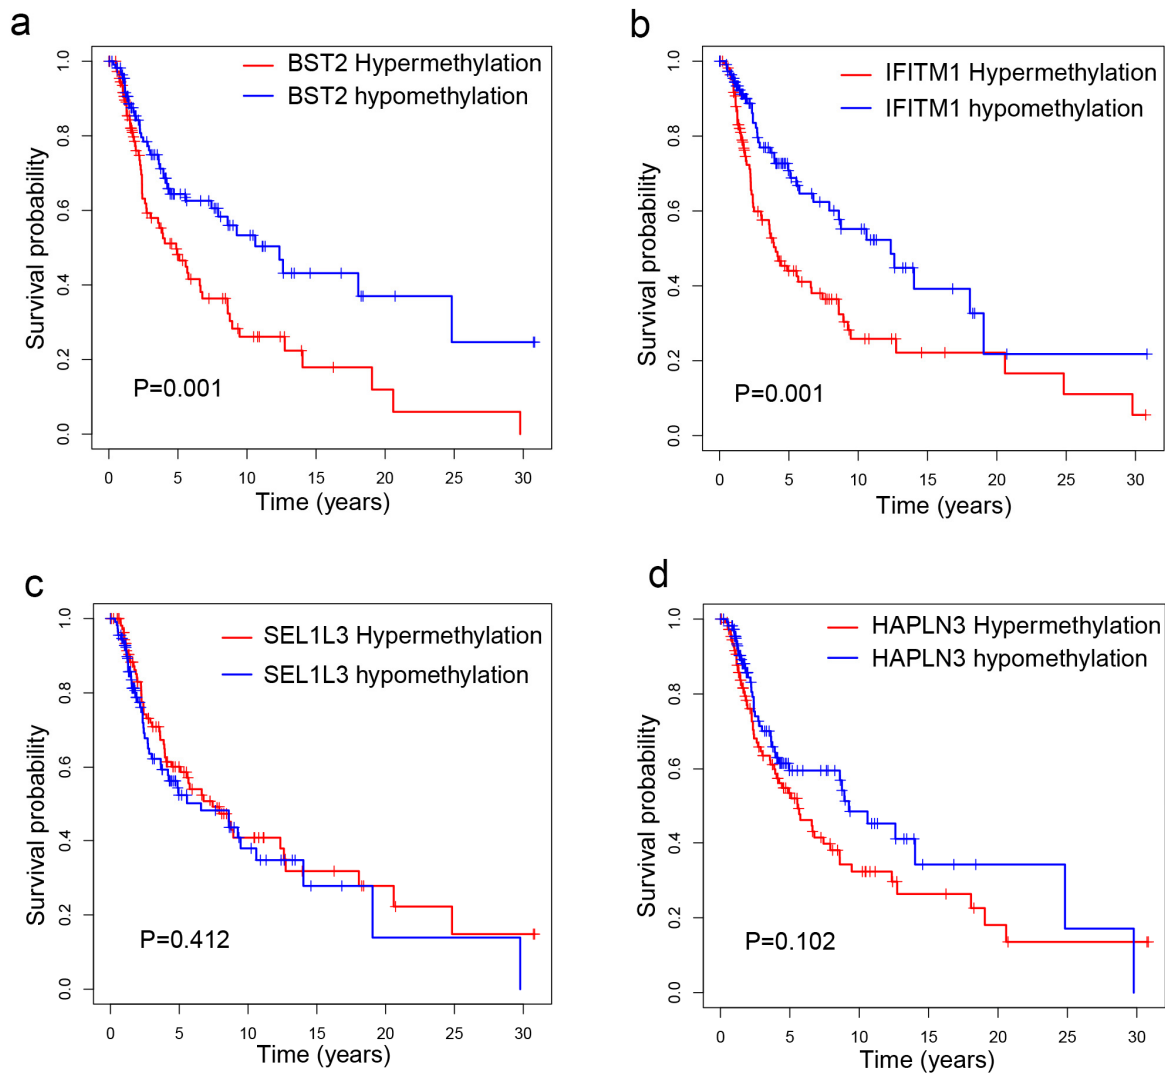 a
BST2 Hypermethylation
BST2 hypomethylation
Survival probability
1.0
0.8
0.6
0.4
0.2
0.0
P=0.001
0 5 10 15 20 25 30
Time (years)
b
IFITM1 Hypermethylation
IFITM1 hypomethylation
Survival probability
1.0
0.8
0.6
0.4
0.2
0.0
P=0.001
0 5 10 15 20 25 30
Time (years)
c
SEL1L3 Hypermethylation
SEL1L3 hypomethylation
Survival probability
1.0
0.8
0.6
0.4
0.2
0.0
P=0.412
0 5 10 15 20 25 30
Time (years)
d
HAPLN3 Hypermethylation
HAPLN3 hypomethylation
Survival probability
1.0
0.8
0.6
0.4
0.2
0.0
P=0.102
0 5 10 15 20 25 30
Time (years)